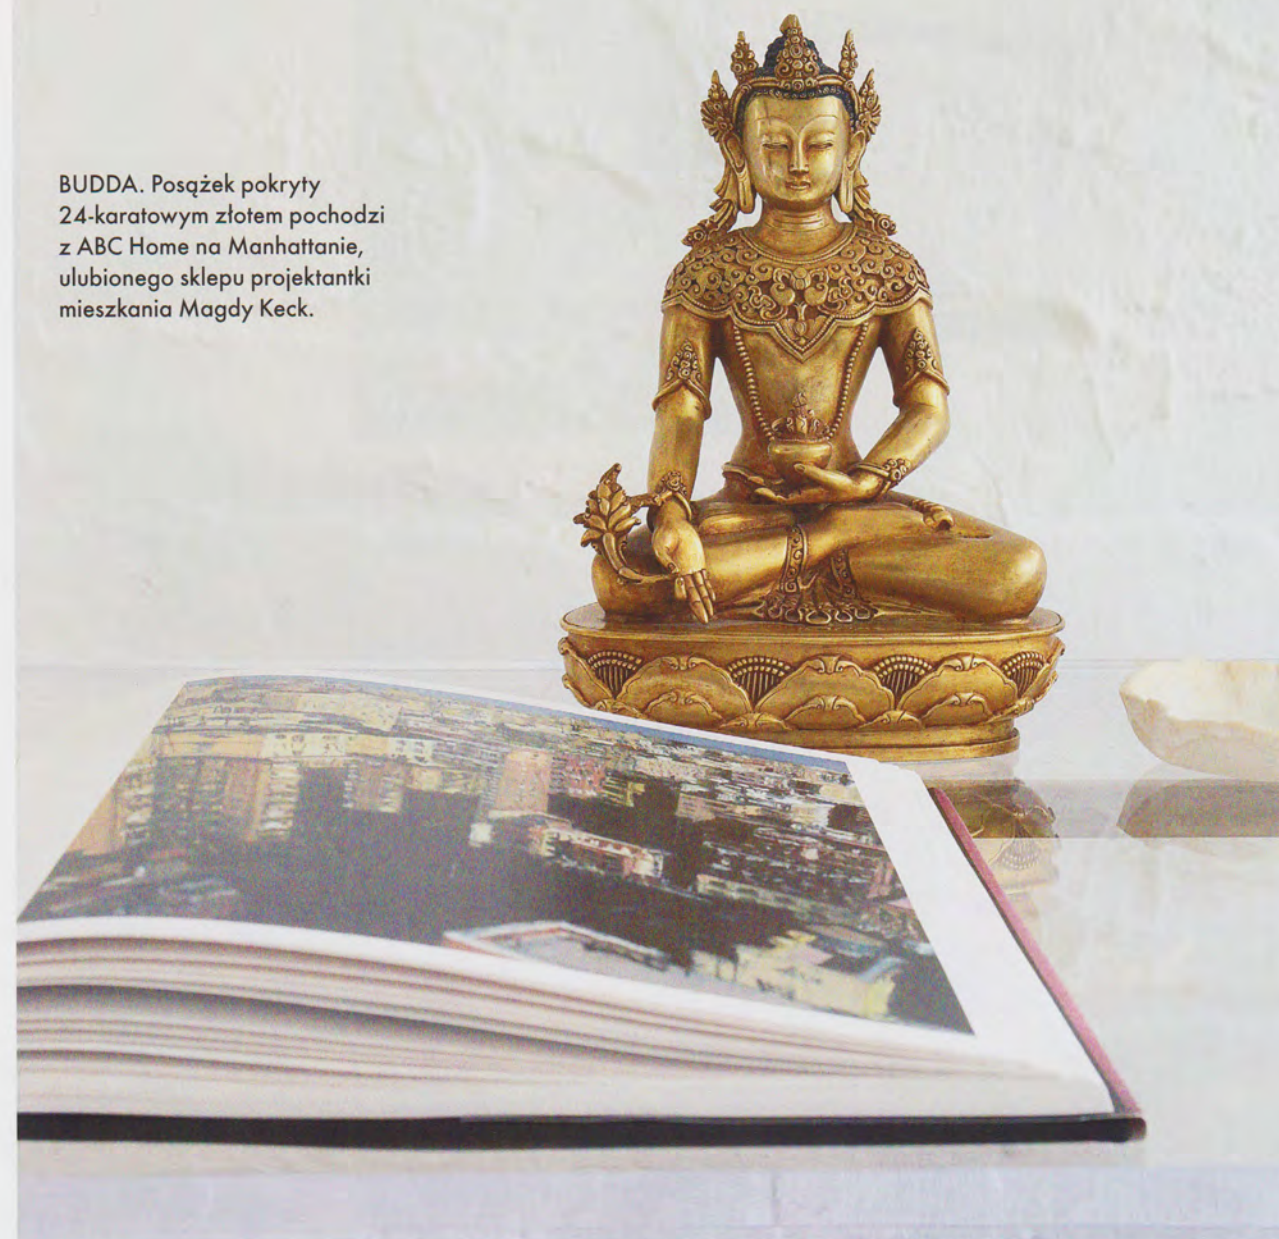 BUDDA. Posążek pokryty
24-karatowym złotem pochodzi
z ABC Home na Manhattanie,
ulubionego sklepu projektantki
mieszkania Magdy Keck.